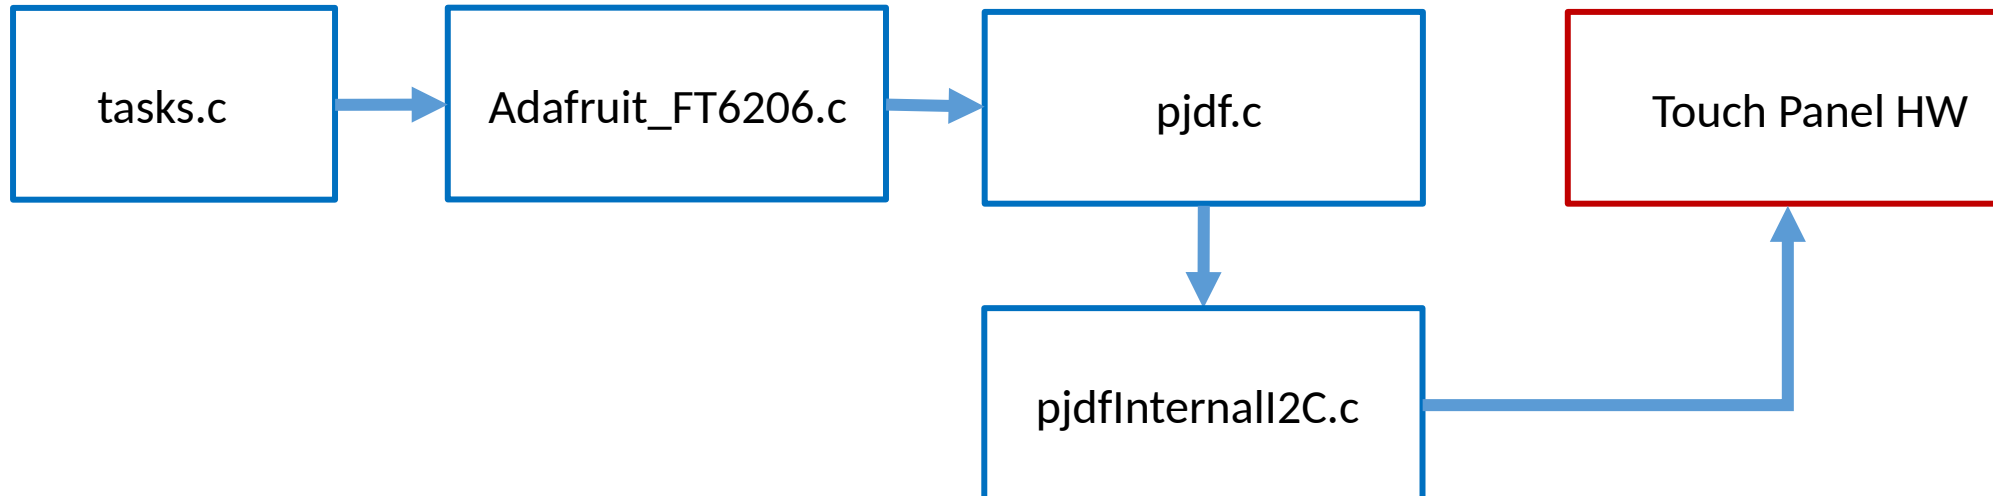 tasks.c
Adafruit_FT6206.c
pjdf.c
Touch Panel HW
pjdfInternalI2C.c